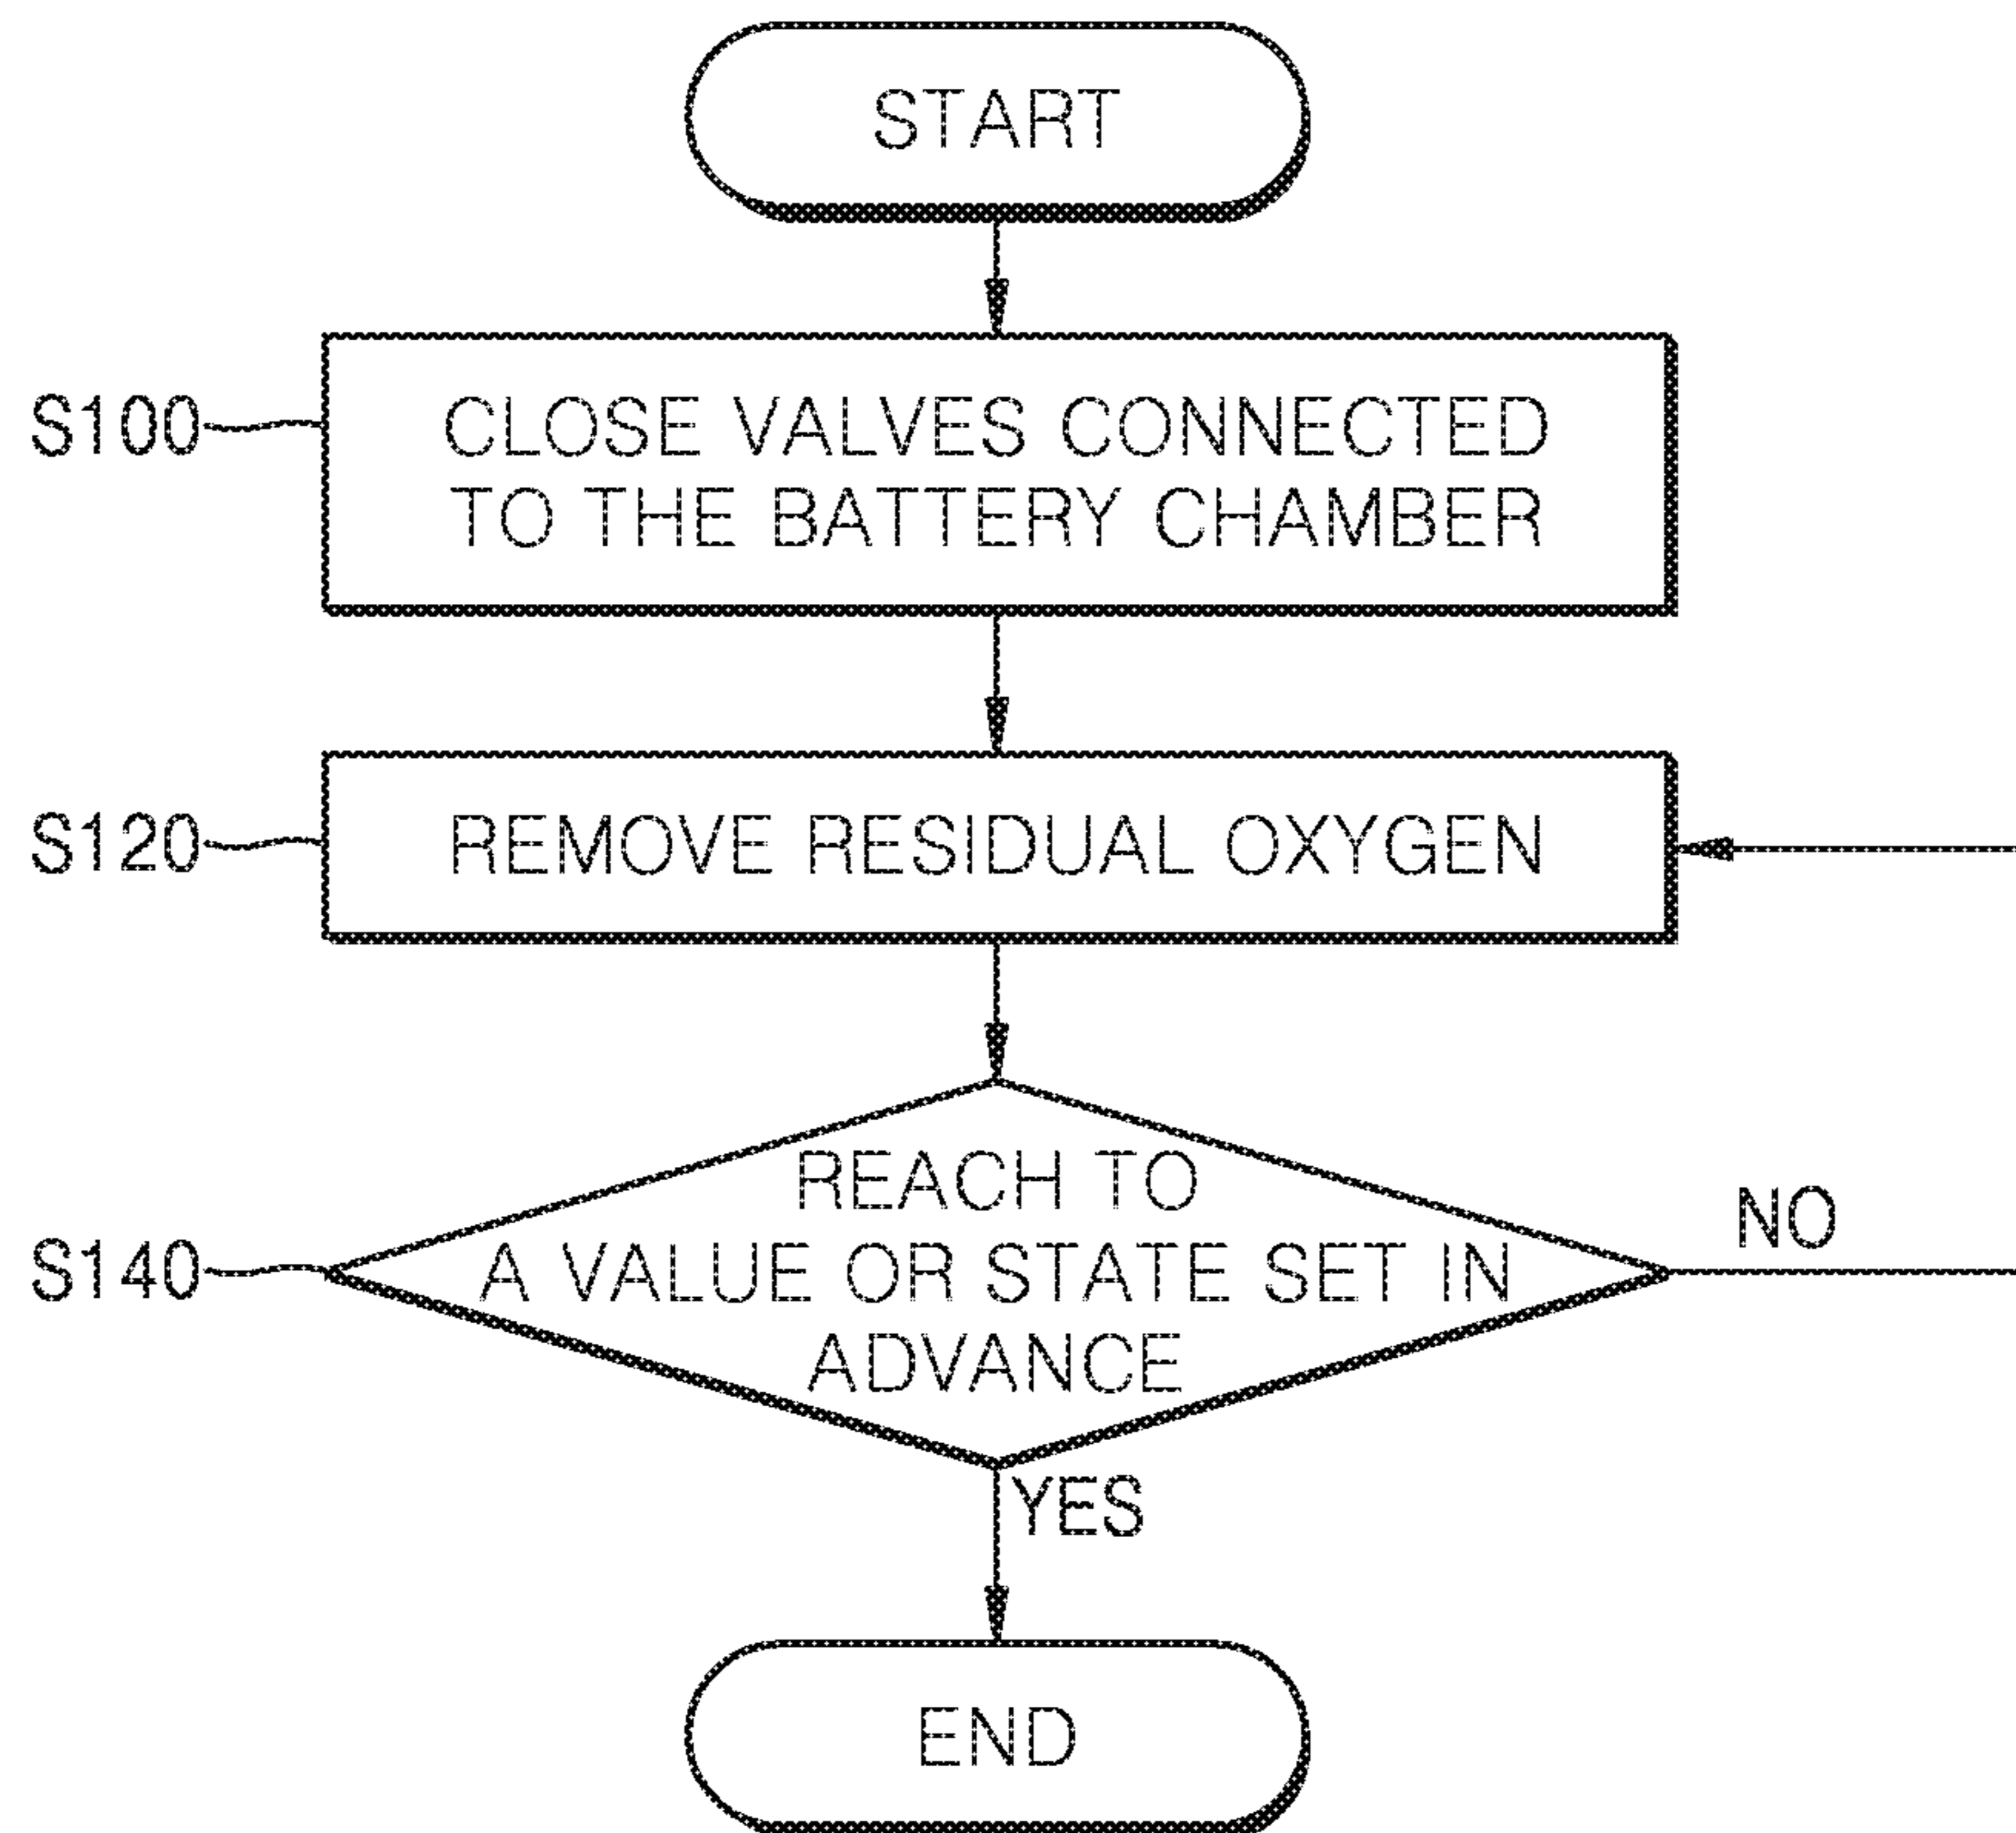 START
S100
CLOSE VALVES CONNECTED
TO THE BATTERY CHAMBER
S120
REMOVE RESIDUAL OXYGEN
S140
REACH TO
A VALUE OR STATE SET IN
ADVANCE
NO
YES
END